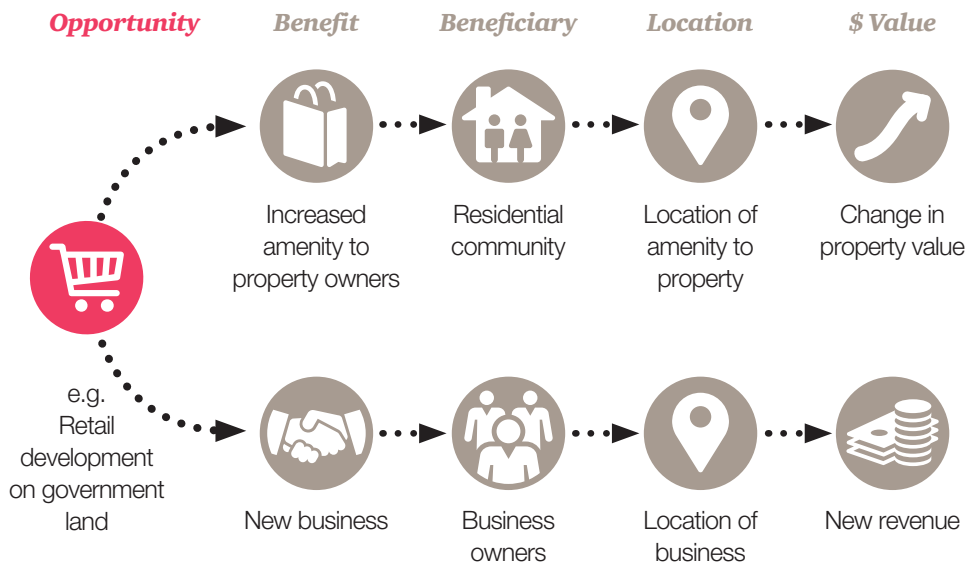 Opportunity Benefit Beneficiary Location $ Value
Increased
amenity to
property owners
Residential
community
Location of
amenity to
property
Change in
property value
e.g.
Retail
development
on government
land
New business
Business
owners
Location of
business
New revenue